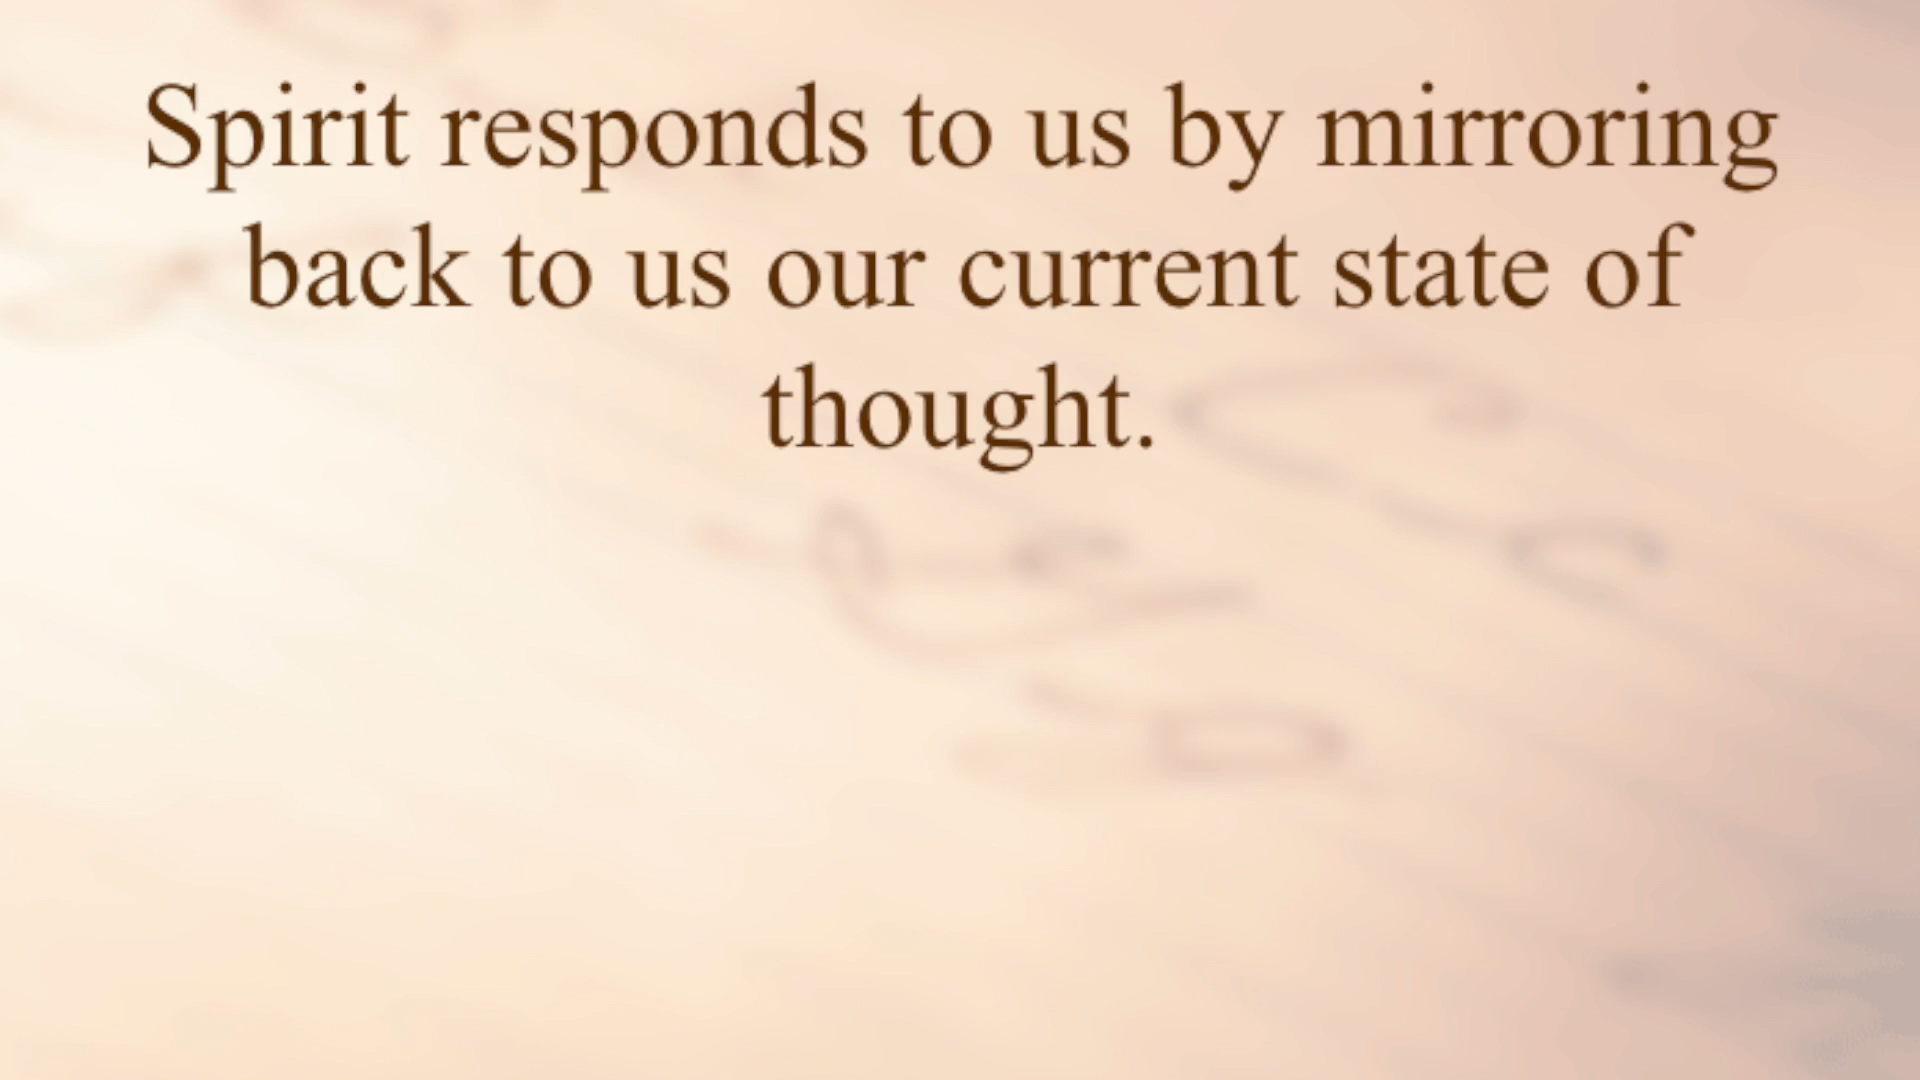 Spirit responds to us by mirroring
back to us our current state of
thought.